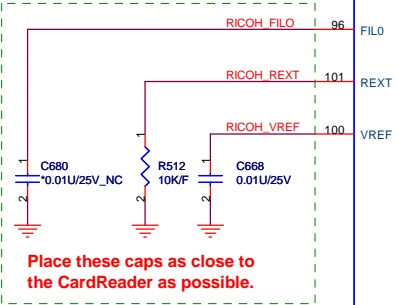 RICOH_FILO 96 FIL0
RICOH_REXT 101 REXT
RICOH_VREF 100 VREF
1 1 1
C680 R512 C668
*0.01U/25V_NC 10K/F 0.01U/25V
2 2 2
Place these caps as close to
the CardReader as possible.